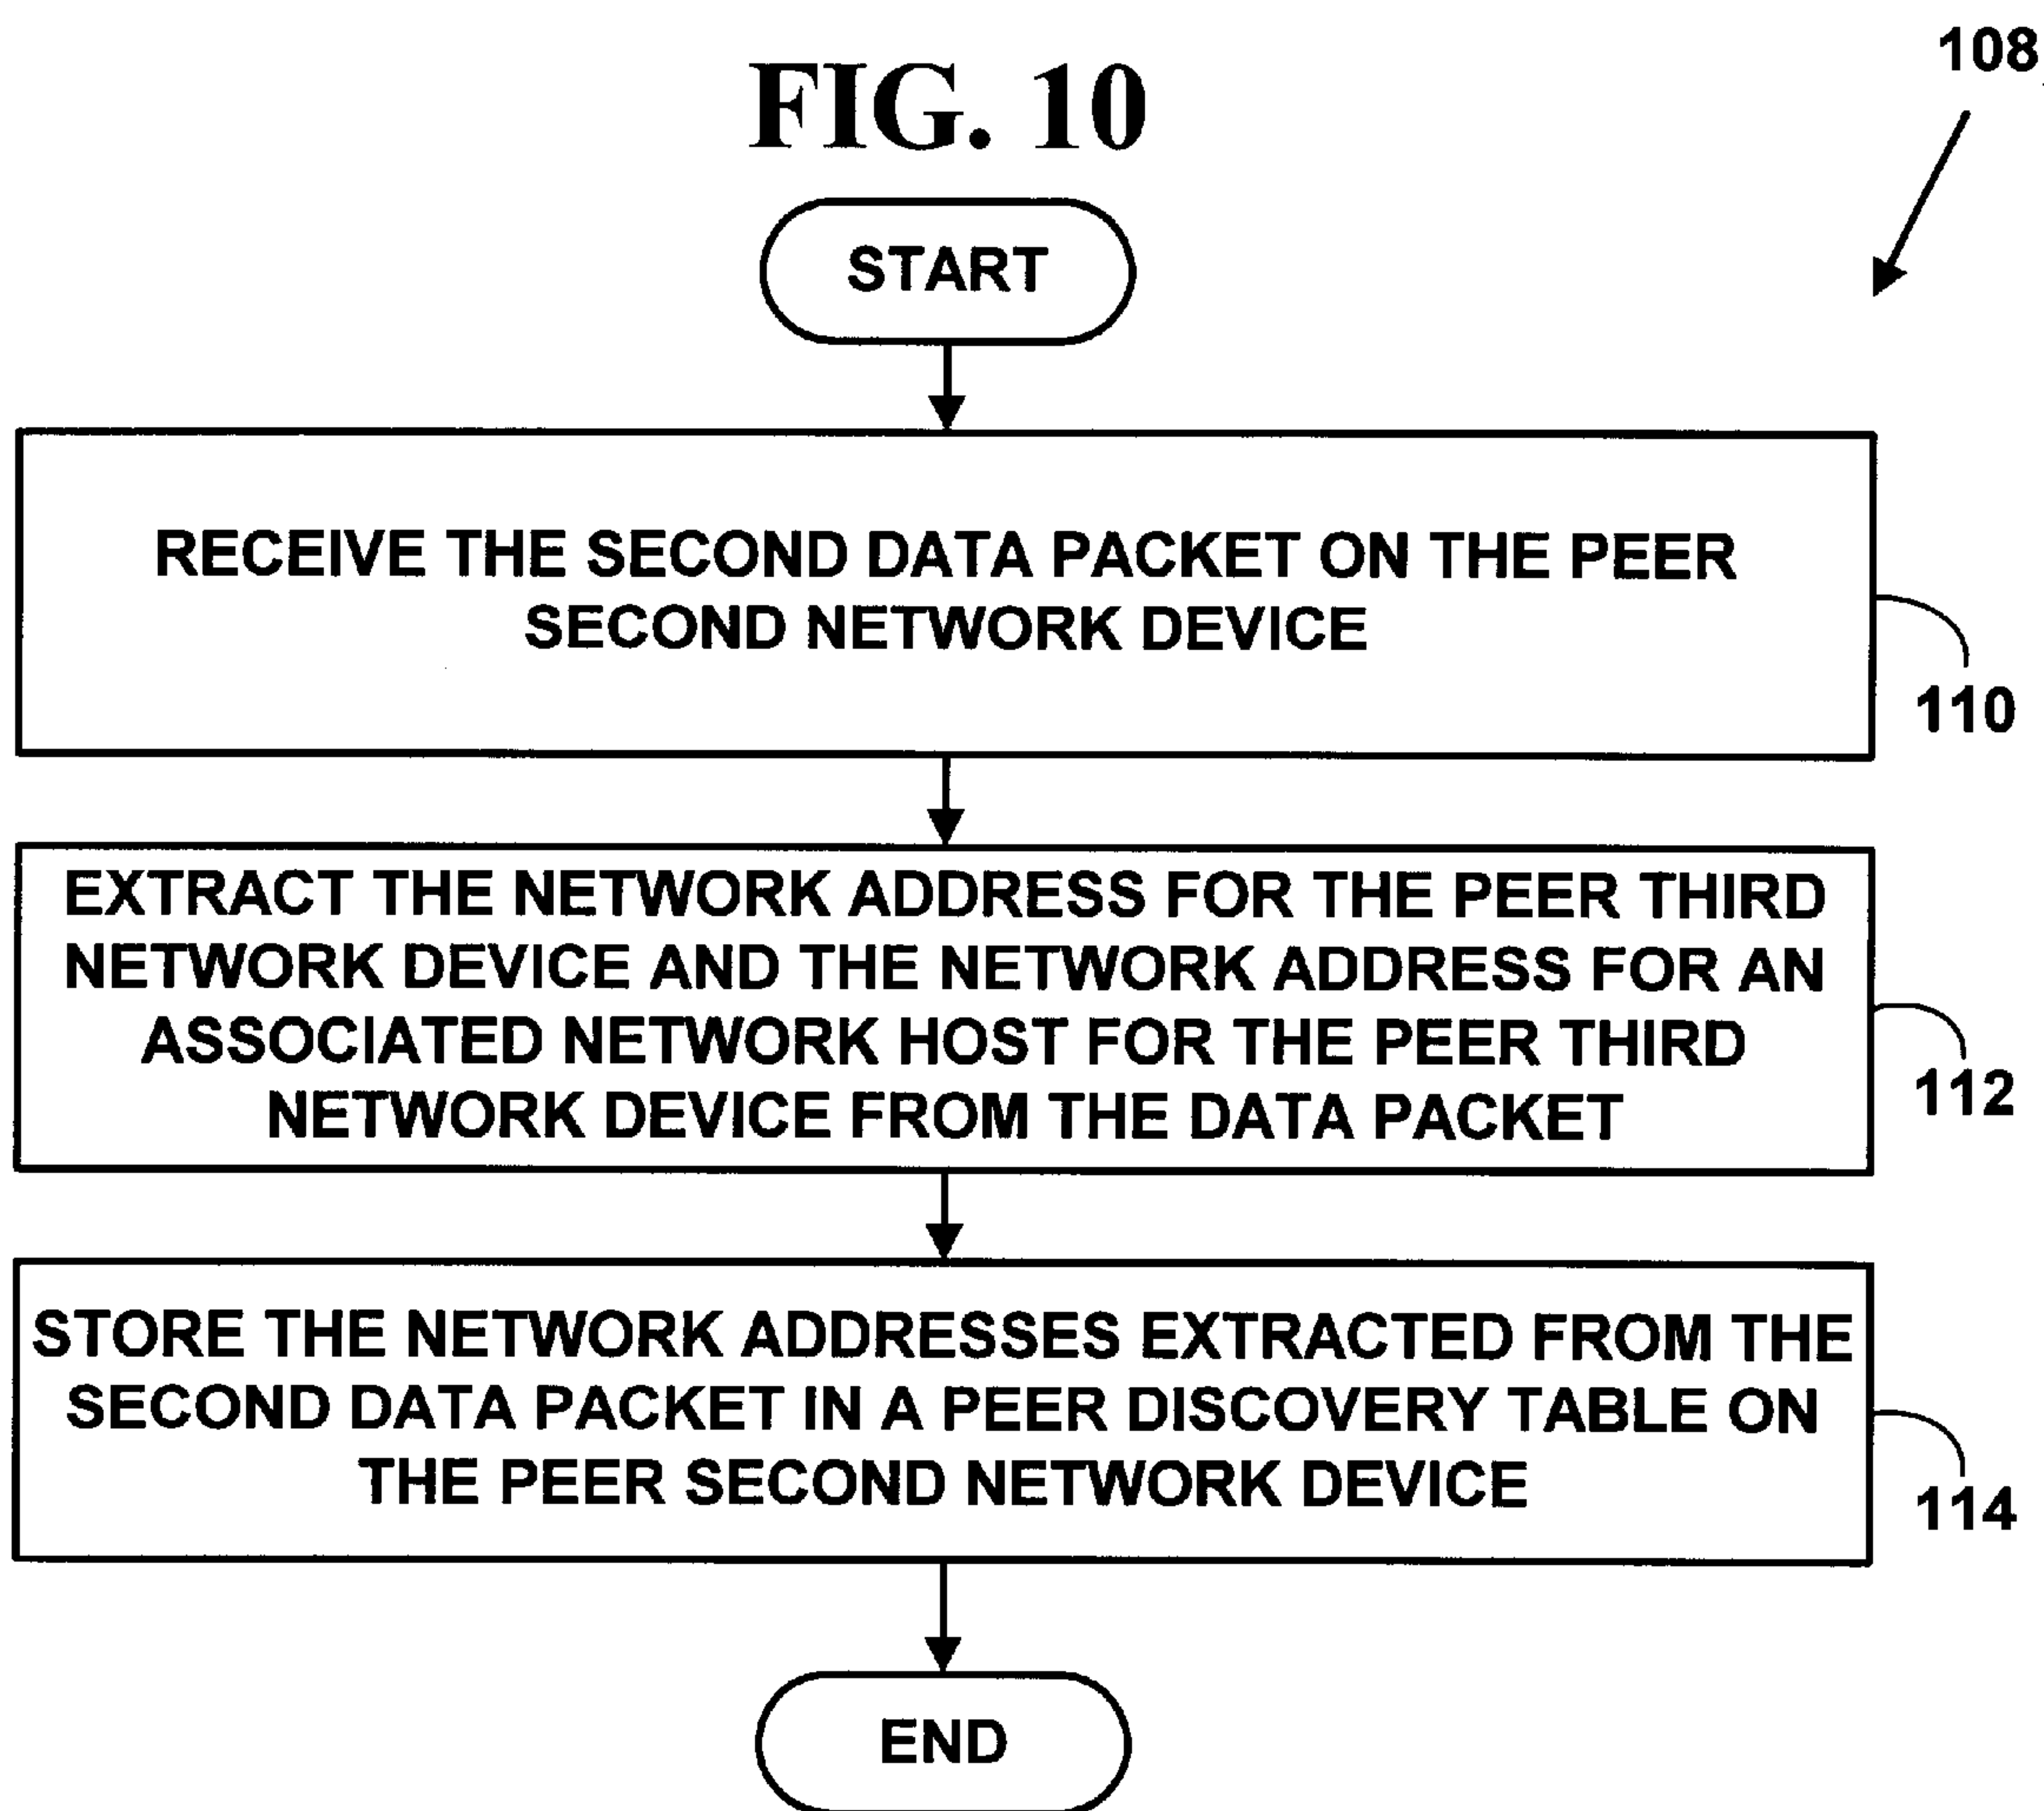 108
FIG. 10
START
RECEIVE THE SECOND DATA PACKET ON THE PEER
SECOND NETWORK DEVICE
110
EXTRACT THE NETWORK ADDRESS FOR THE PEER THIRD
NETWORK DEVICE AND THE NETWORK ADDRESS FOR AN
ASSOCIATED NETWORK HOST FOR THE PEER THIRD
NETWORK DEVICE FROM THE DATA PACKET
112
STORE THE NETWORK ADDRESSES EXTRACTED FROM THE
SECOND DATA PACKET IN A PEER DISCOVERY TABLE ON
THE PEER SECOND NETWORK DEVICE
114
END